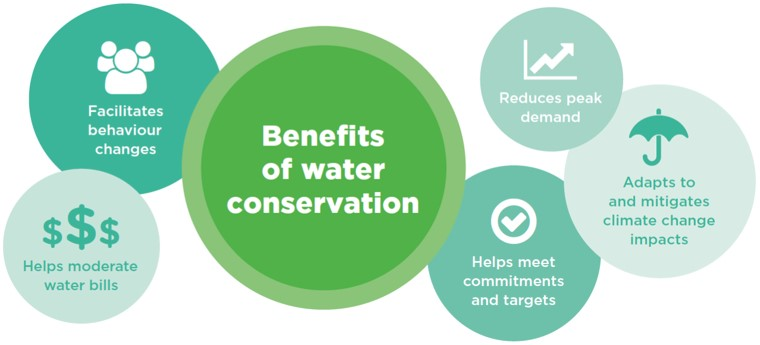 Facilitates
behaviour
changes
$$$
Helps moderate
water bills
Benefits
of water
conservation
Reduces peak
demand
Helps meet
commitments
and targets
Adapts to
and mitigates
climate change
impacts